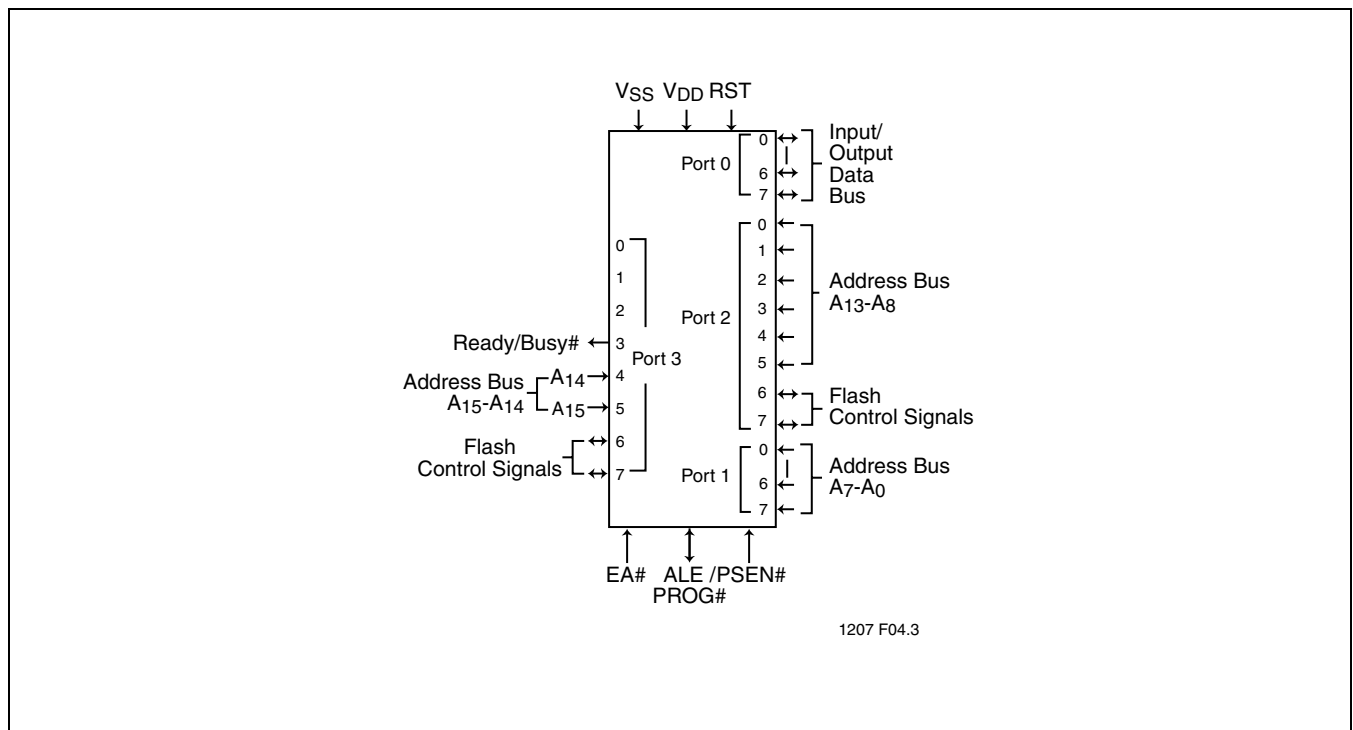 VSS VDD RST
Port 0
0
6
7
Input/
Output
Data
Bus
Port 2
0
1
2
3
4
5
6
7
Address Bus
A13-A8
Flash
Control Signals
Port 1
0
6
7
Address Bus
A7-A0
0
1
2
3
4
5
6
7
Port 3
Ready/Busy#
Address Bus
A15-A14
A14
A15
Flash
Control Signals
EA# ALE /PSEN#
PROG#
1207 F04.3